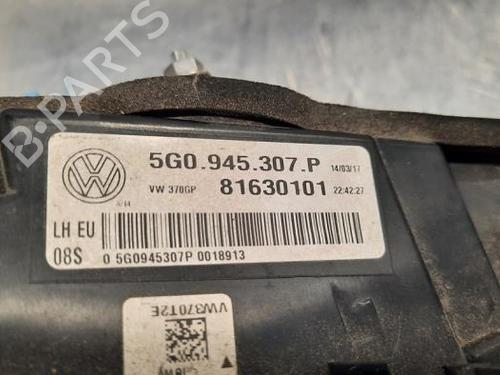 B-PARTS
5G0.945.307.P 14/03/17
VW 370GP 81630101 22:42:27
LH EU
08S 0 5G0945307P 0018913
VW370T2E